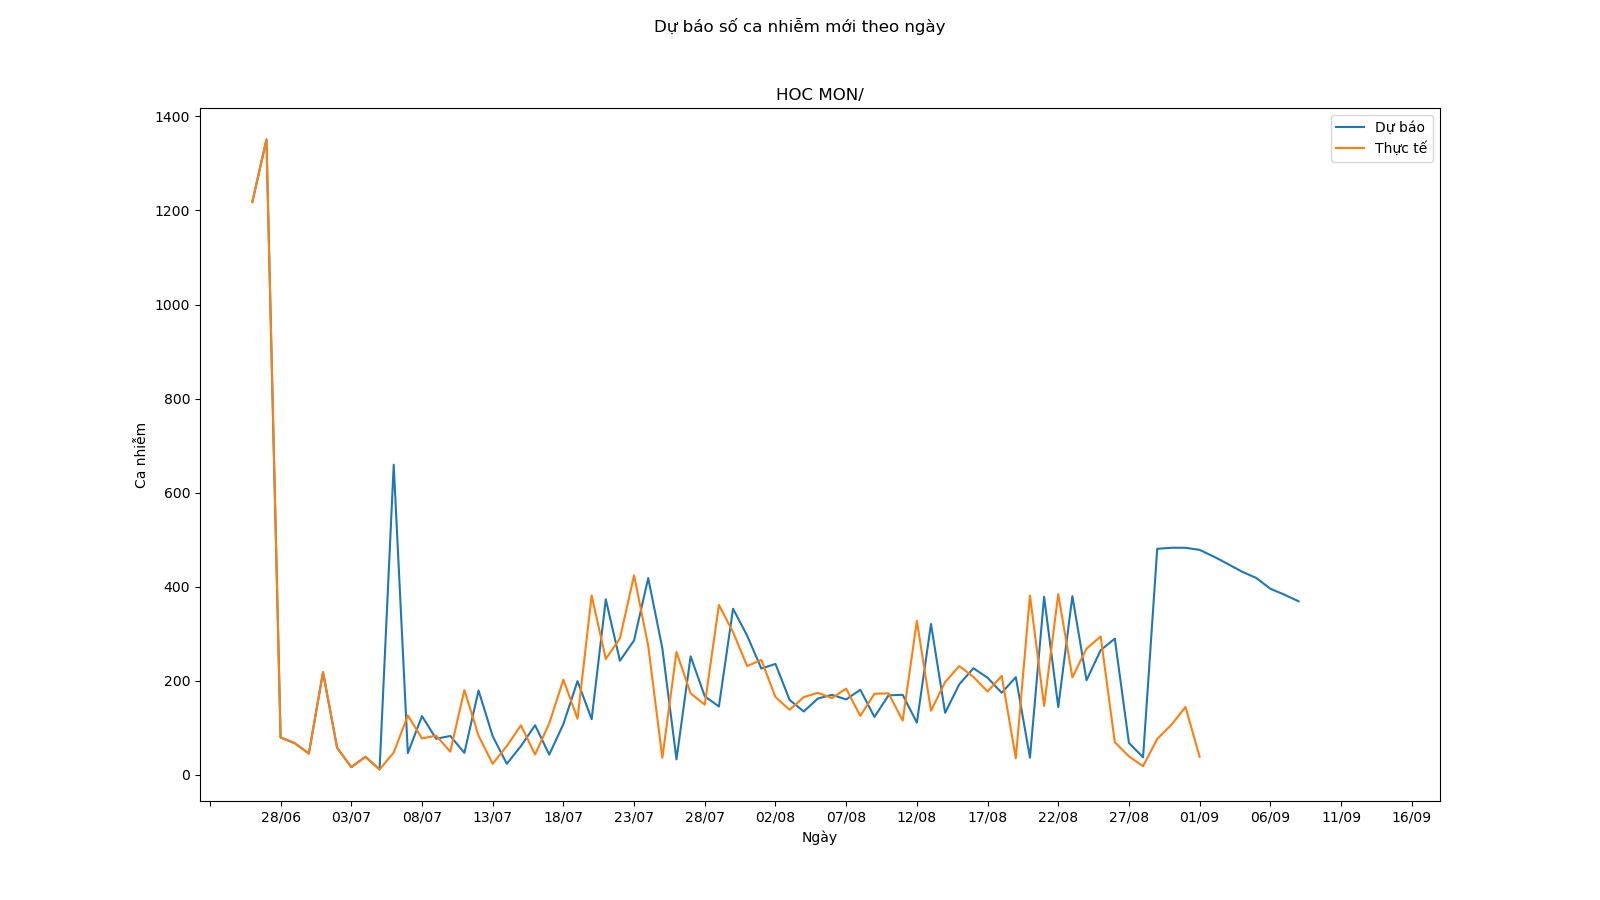 Dự báo số ca nhiễm mới theo ngày
HOC MON/
Dự báo
Thực tế
1400
1200
1000
800
600
400
200
0
Ca nhiễm
28/06 03/07 08/07 13/07 18/07 23/07 28/07 02/08 07/08 12/08 17/08 22/08 27/08 01/09 06/09 11/09 16/09
Ngày